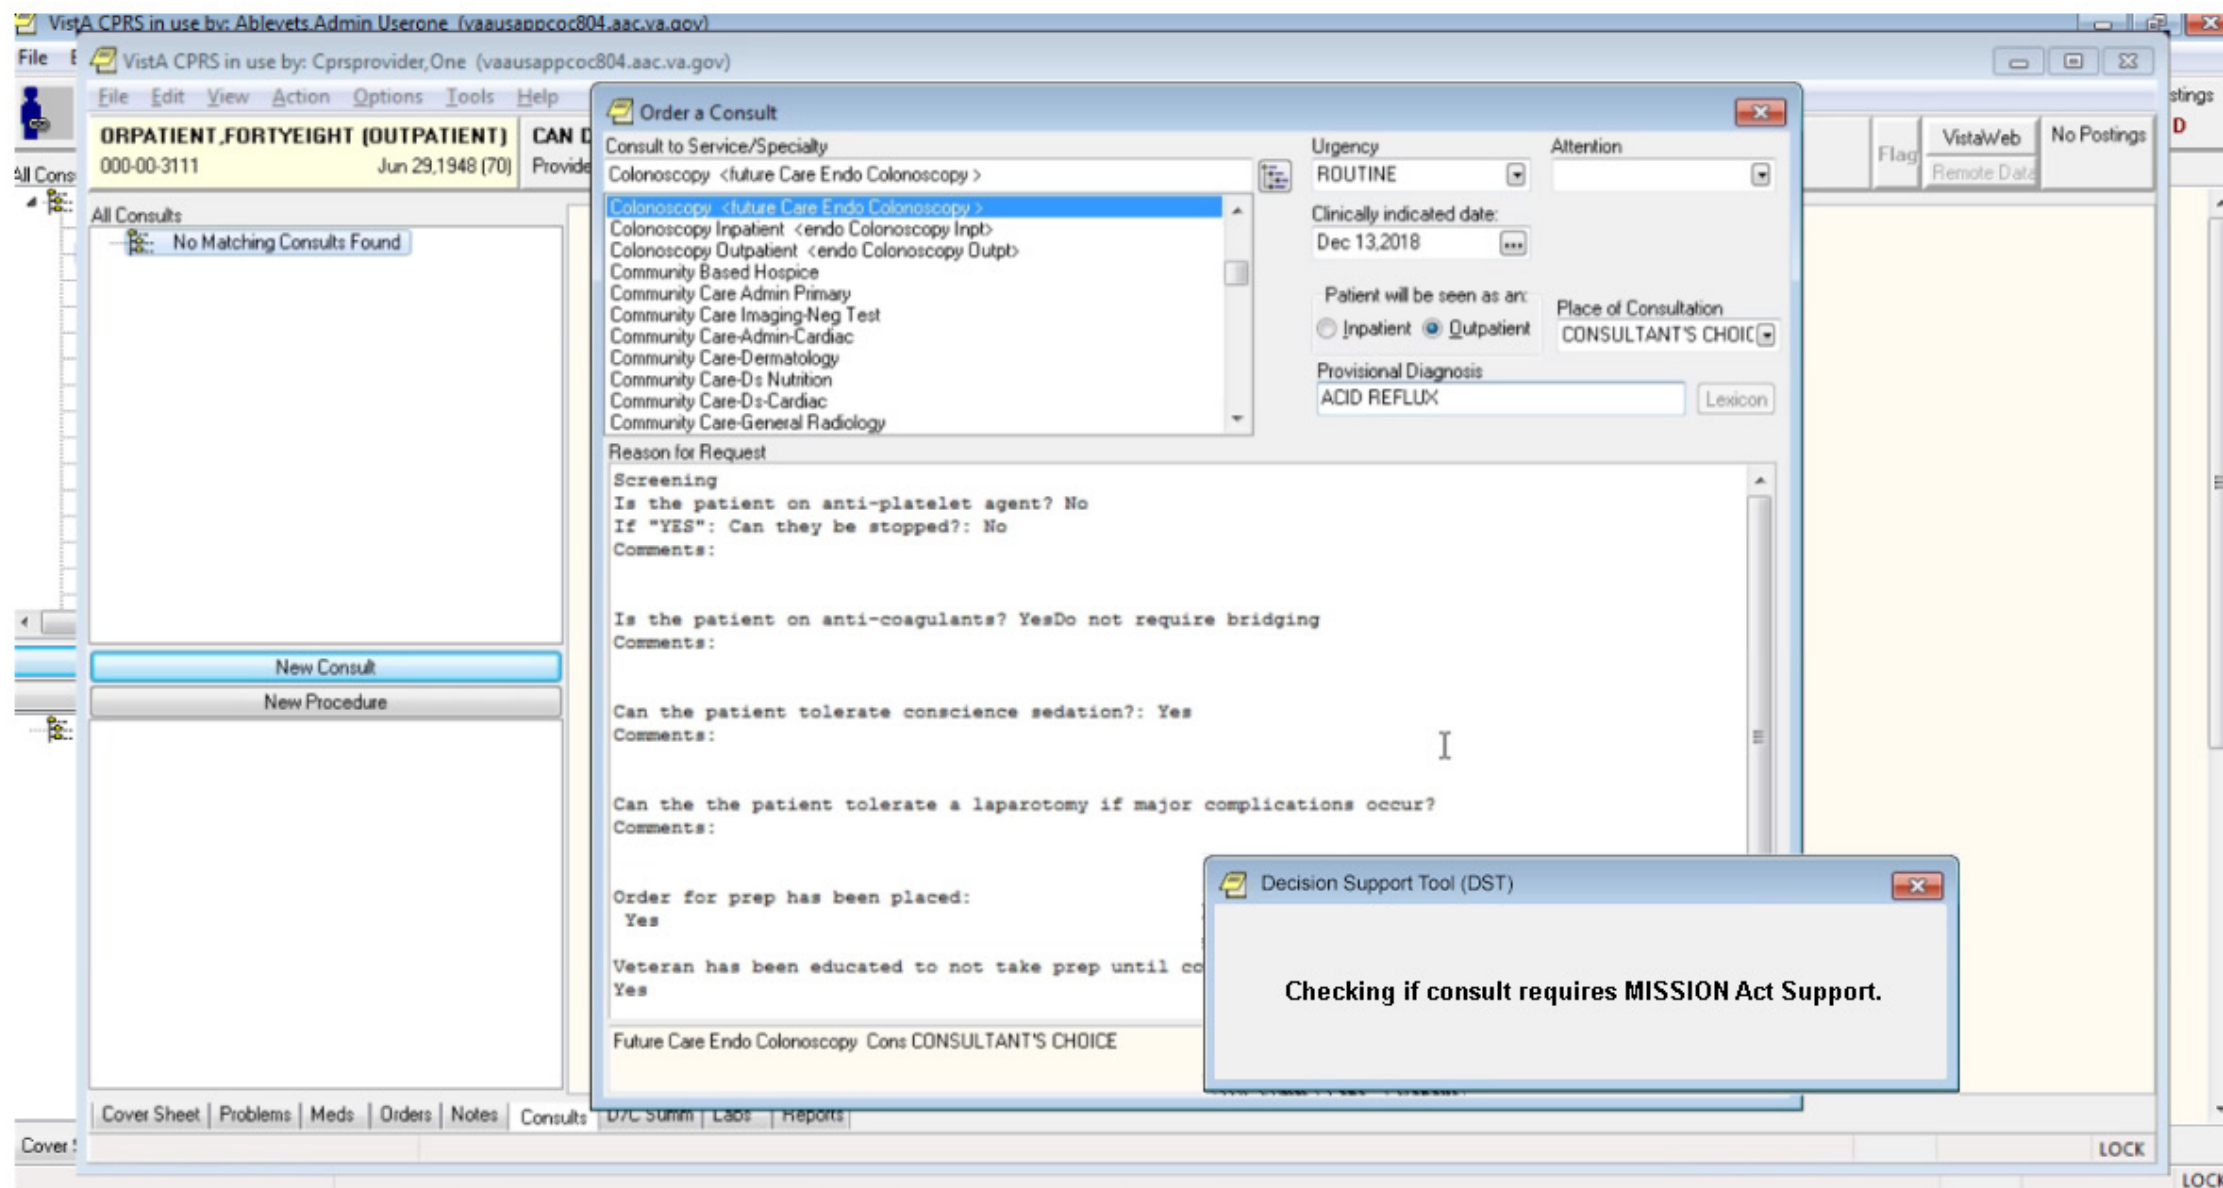 VistA CPRS in use by: Ablevets,Admin Userone (vaausappcoc804.aac.va.gov)
File
VistA CPRS in use by: Cprsprovider,One (vaausappcoc804.aac.va.gov)
File Edit View Action Options Tools Help
stings
D
ORPATIENT,FORTYEIGHT (OUTPATIENT)
000-00-3111 Jun 29,1948 (70)
CAN D
Provide
Flag
VistaWeb
Remote Data
No Postings
All Cons
All Consults
No Matching Consults Found
New Consult
New Procedure
Order a Consult
Consult to Service/Specialty
Colonoscopy <future Care Endo Colonoscopy >
Colonoscopy <future Care Endo Colonoscopy >
Colonoscopy Inpatient <endo Colonoscopy Inpt>
Colonoscopy Outpatient <endo Colonoscopy Outpt>
Community Based Hospice
Community Care Admin Primary
Community Care Imaging-Neg Test
Community Care-Admin-Cardiac
Community Care-Dermatology
Community Care-Ds Nutrition
Community Care-Ds-Cardiac
Community Care-General Radiology
Urgency
ROUTINE
Attention
Clinically indicated date:
Dec 13,2018
Patient will be seen as an:
Inpatient Outpatient
Place of Consultation
CONSULTANT'S CHOIC
Provisional Diagnosis
ACID REFLUX
Lexicon
Reason for Request
Screening
Is the patient on anti-platelet agent? No
If "YES": Can they be stopped?: No
Comments:
Is the patient on anti-coagulants? YesDo not require bridging
Comments:
Can the patient tolerate conscience sedation?: Yes
Comments:
Can the the patient tolerate a laparotomy if major complications occur?
Comments:
Order for prep has been placed:
Yes
Veteran has been educated to not take prep until co
Yes
Future Care Endo Colonoscopy Cons CONSULTANT'S CHOICE
Decision Support Tool (DST)
Checking if consult requires MISSION Act Support.
Cover Sheet Problems Meds Orders Notes Consults D/C Summ Labs Reports
LOCK
Cover S
LOCK